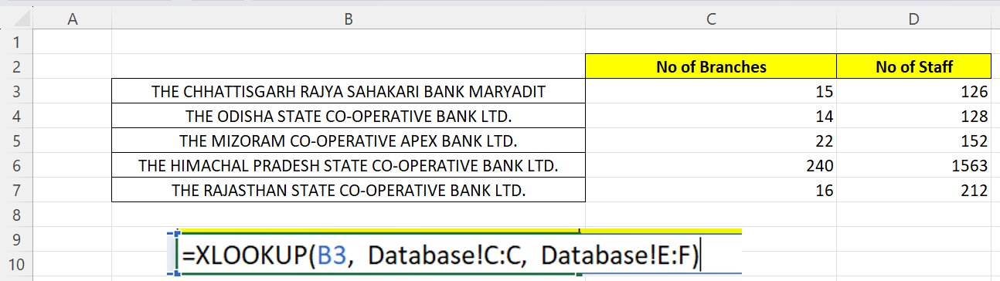 A B C D
1
2 No of Branches No of Staff
3 THE CHHATTISGARH RAJYA SAHAKARI BANK MARYADIT 15 126
4 THE ODISHA STATE CO-OPERATIVE BANK LTD. 14 128
5 THE MIZORAM CO-OPERATIVE APEX BANK LTD. 22 152
6 THE HIMACHAL PRADESH STATE CO-OPERATIVE BANK LTD. 240 1563
7 THE RAJASTHAN STATE CO-OPERATIVE BANK LTD. 16 212
8
9
10 =XLOOKUP(B3, Database!C:C, Database!E:F)